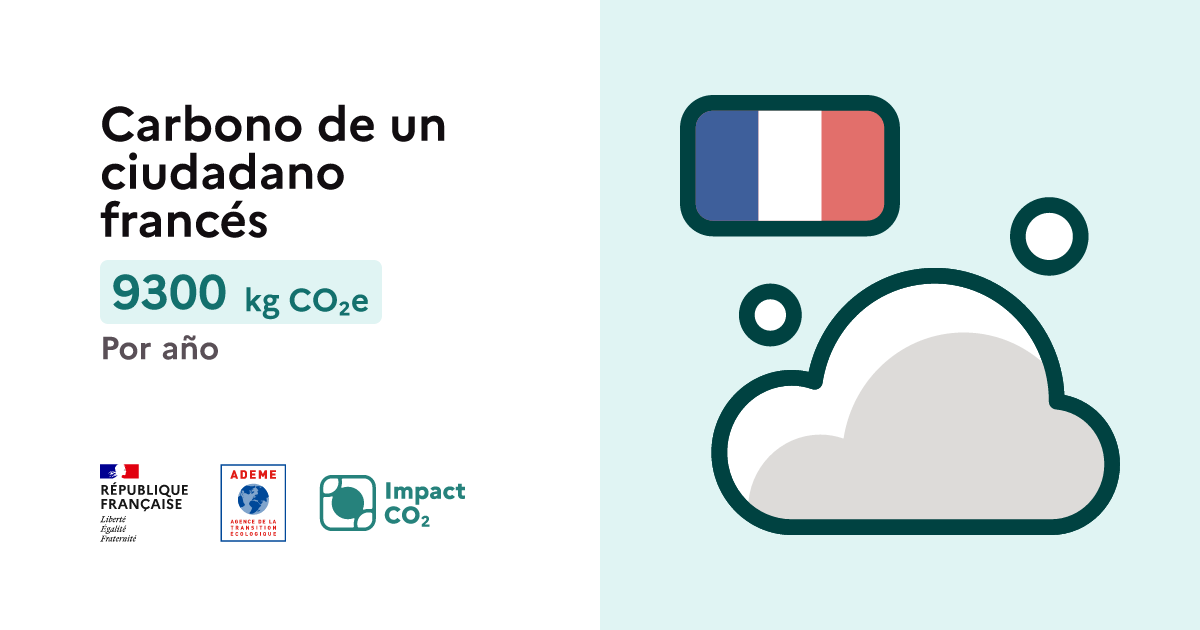 Carbono de un
ciudadano
francés
9300 kg CO₂e
Por año
RÉPUBLIQUE
FRANÇAISE
Liberté
Égalité
Fraternité
ADEME
AGENCE DE LA
TRANSITION
ÉCOLOGIQUE
Impact
CO₂